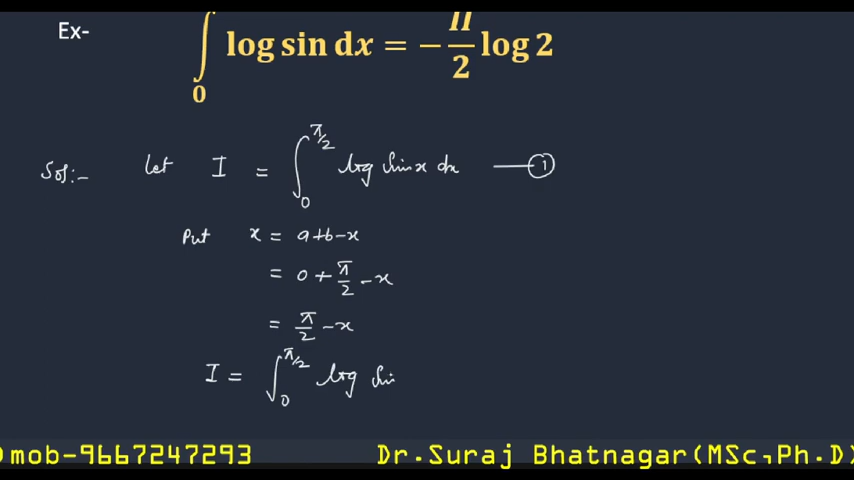 Ex-
∫₀ log sin dx = −π/2 log 2
Sol:- Let I = ∫₀^{π/2} log sinx dx —①
Put x = a+b-x
= 0 + π/2 - x
= π/2 - x
I = ∫₀^{π/2} log sin
mob-9667247293 Dr.Suraj Bhatnagar(MSc,Ph.D)